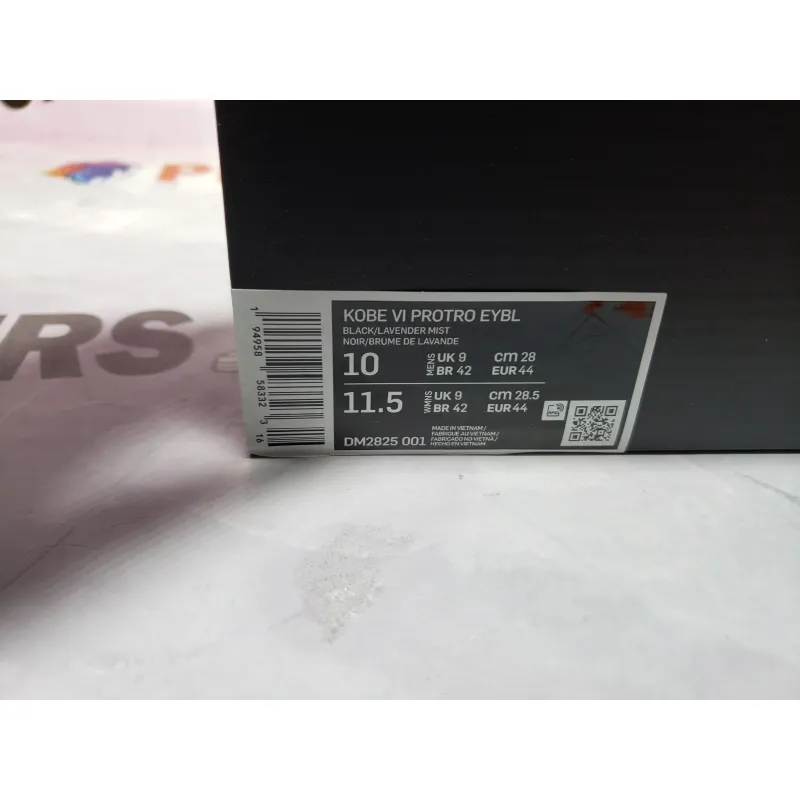 KOBE VI PROTRO EYBL
BLACK/LAVENDER MIST
NOIR/BRUME DE LAVANDE
10 MENS UK 9 cm 28
BR 42 EUR 44
11.5 WMNS UK 9 cm 28.5
BR 42 EUR 44
DM2825 001
MADE IN VIETNAM /
FABRIQUE AU VIETNAM /
FABRICADO NO VIETNÃ /
HECHO EN VIETNAM
1 94958 58332 3 16
ERS